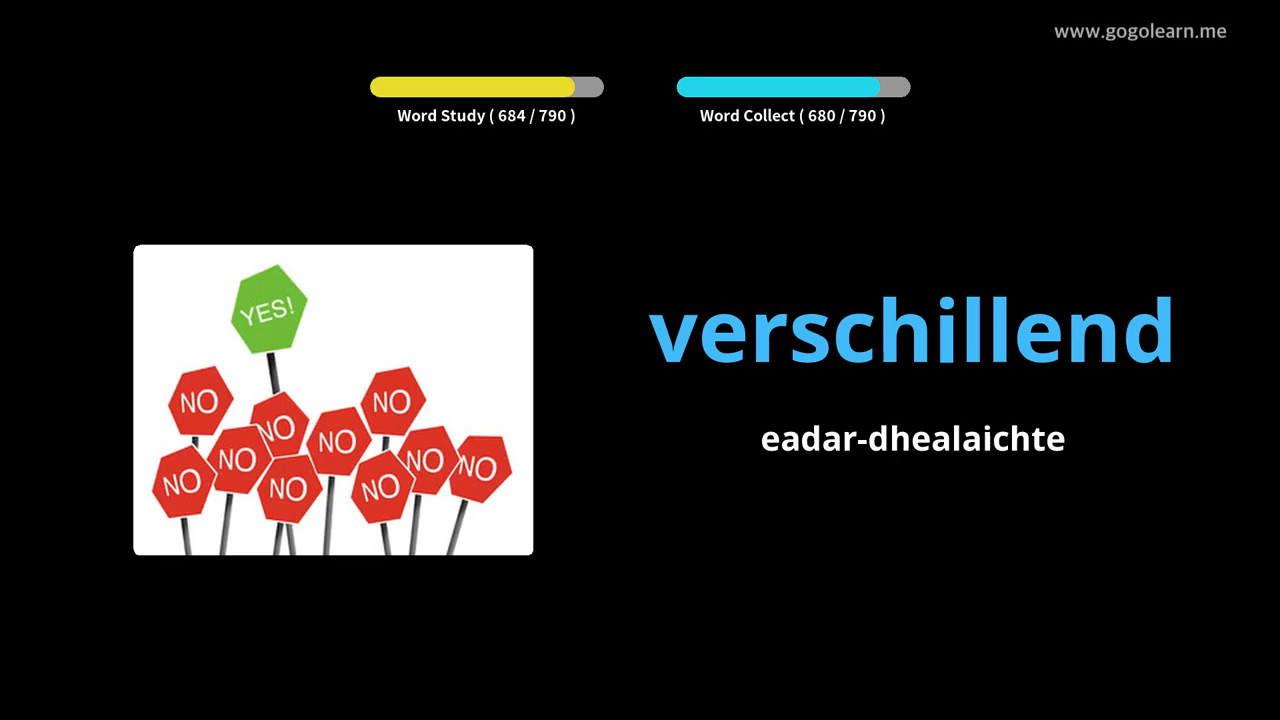 www.gogolearn.me
Word Study ( 684 / 790 )
Word Collect ( 680 / 790 )
YES!
NO
NO
NO
NO
NO
NO
NO
NO
NO
NO
verschillend
eadar-dhealaichte